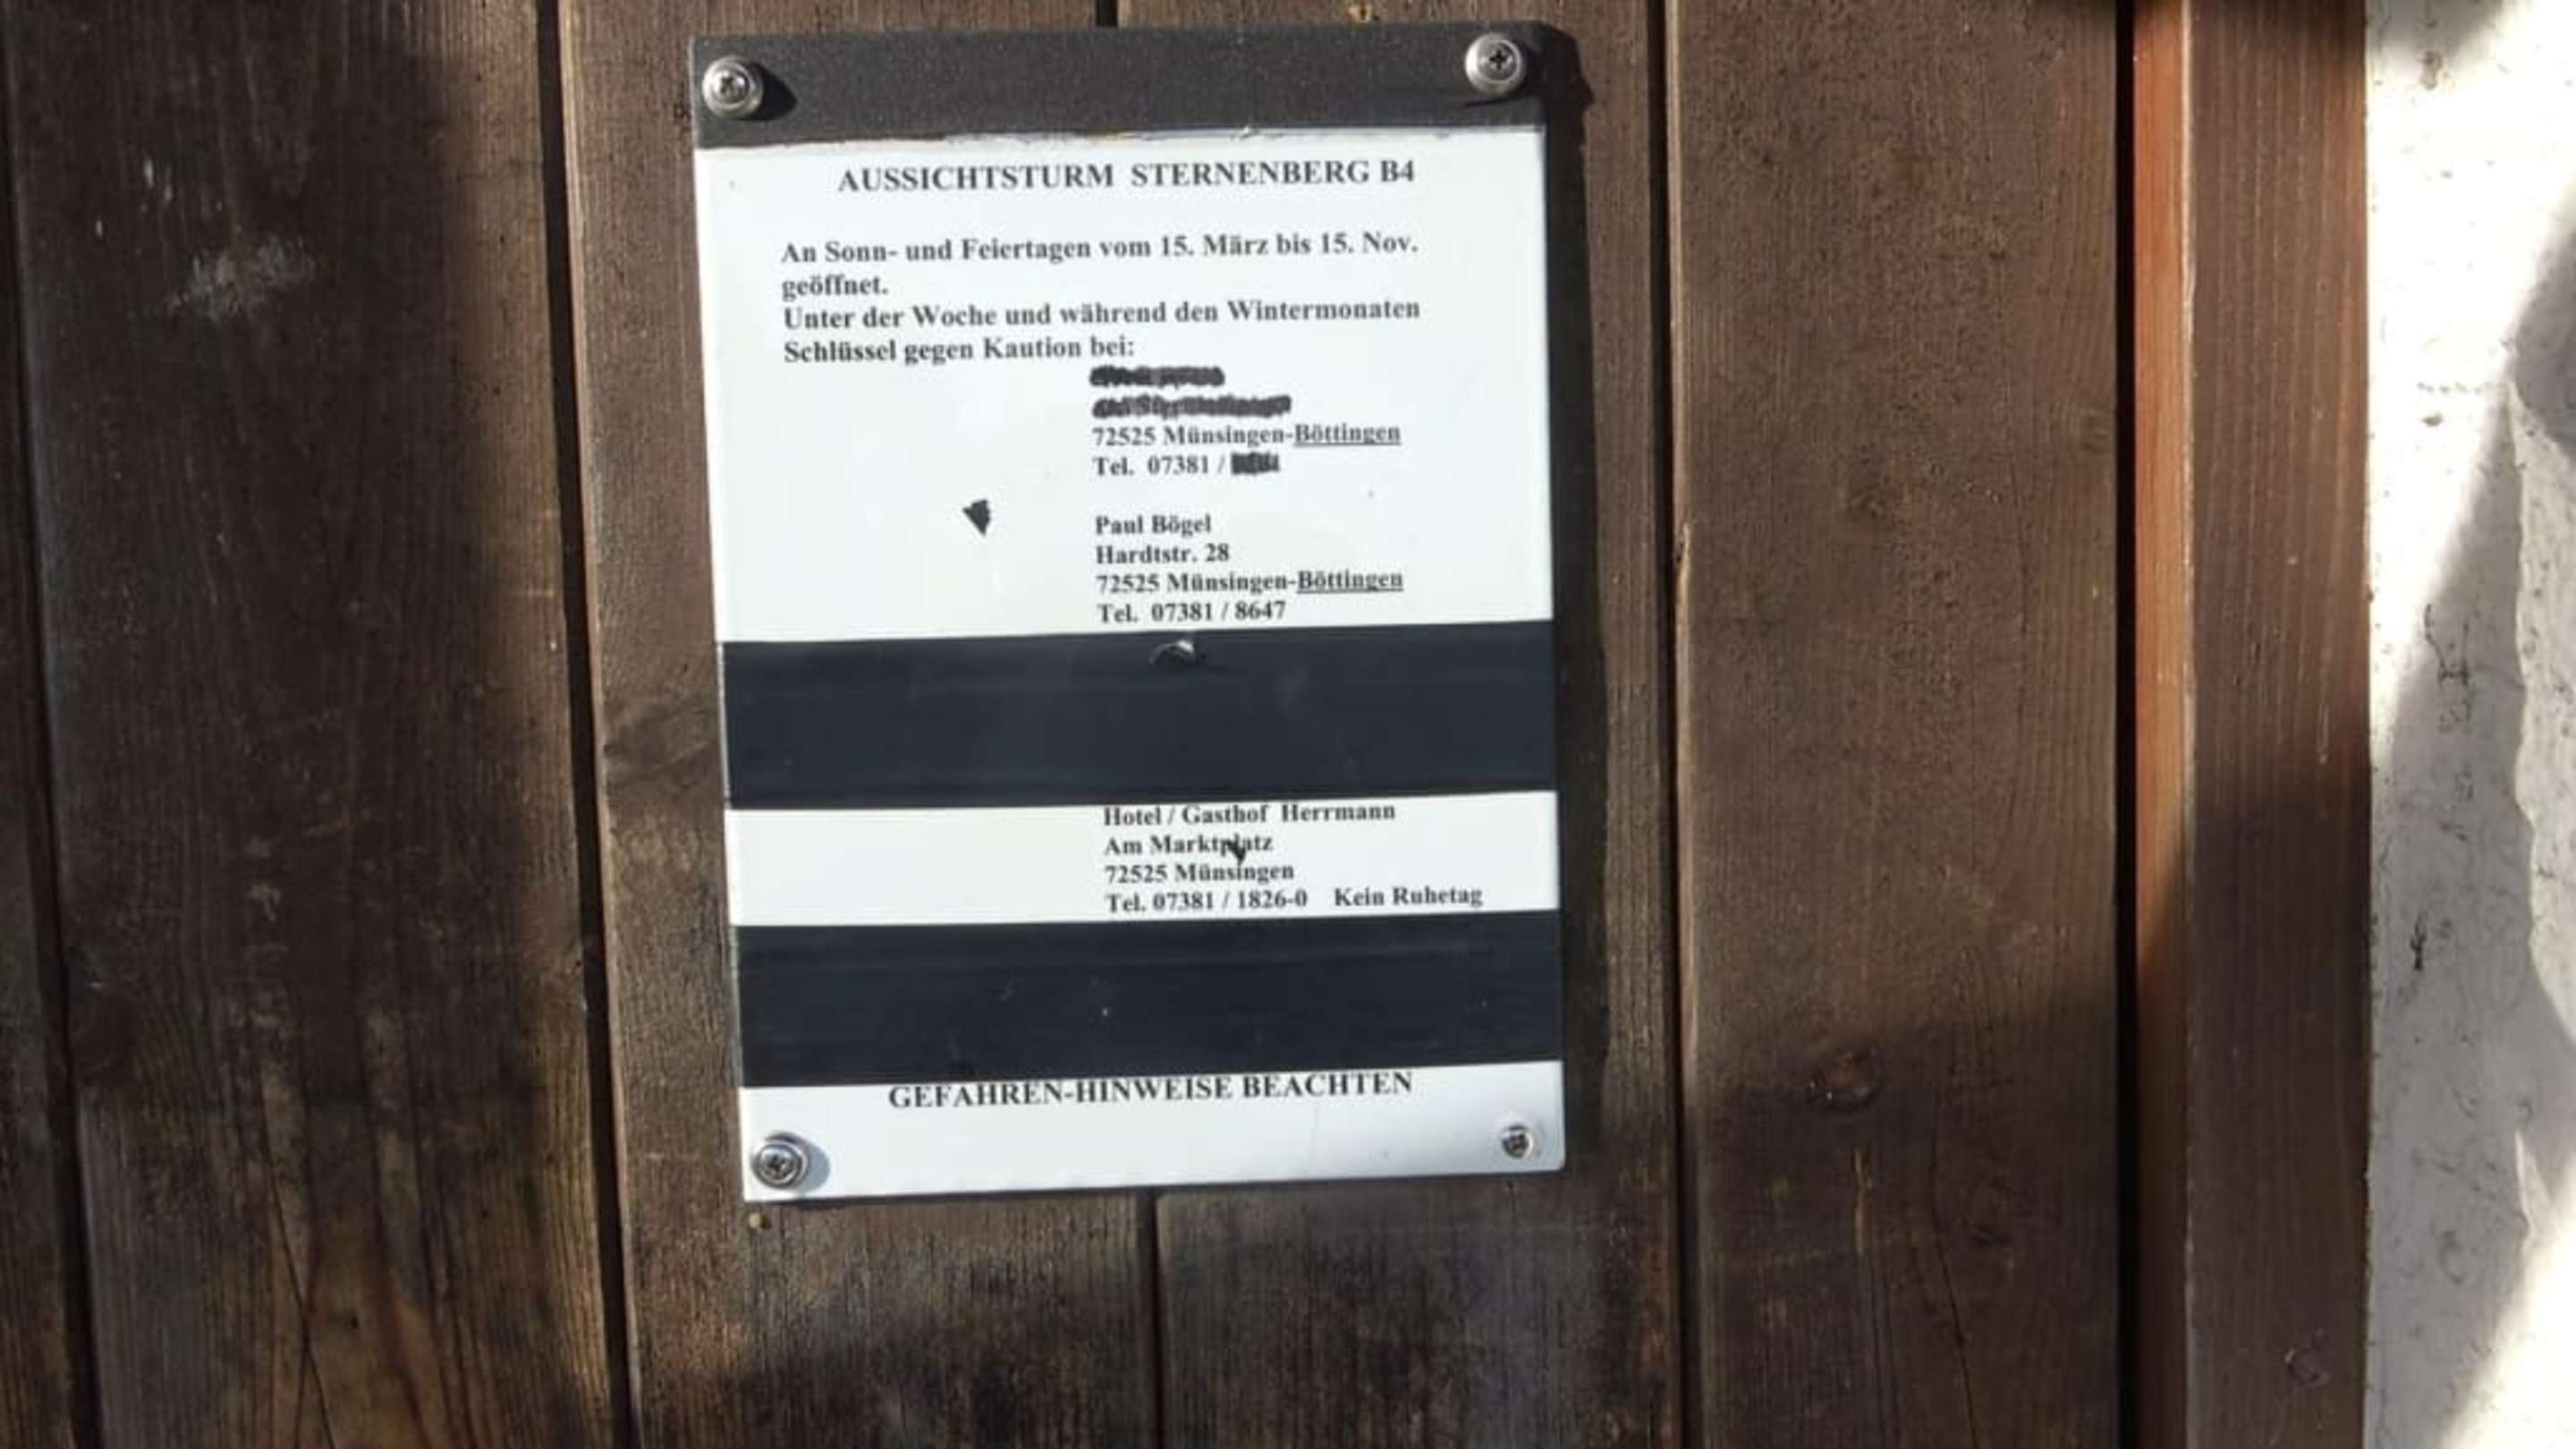 AUSSICHTSTURM STERNENBERG B4
An Sonn- und Feiertagen vom 15. März bis 15. Nov.
geöffnet.
Unter der Woche und während den Wintermonaten
Schlüssel gegen Kaution bei:
72525 Münsingen-Böttingen
Tel. 07381 /
Paul Bögel
Hardtstr. 28
72525 Münsingen-Böttingen
Tel. 07381 / 8647
Hotel / Gasthof Herrmann
Am Marktplatz
72525 Münsingen
Tel. 07381 / 1826-0 Kein Ruhetag
GEFAHREN-HINWEISE BEACHTEN